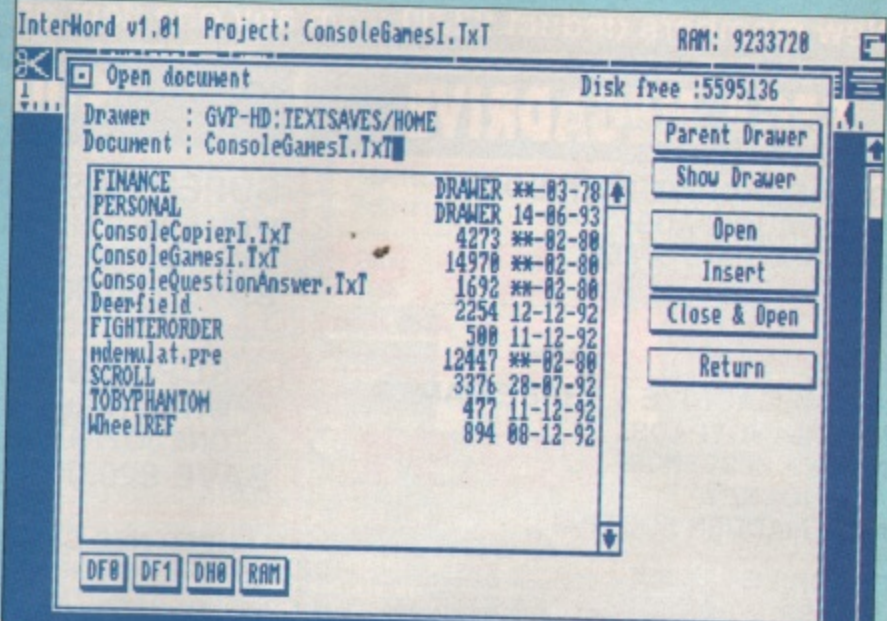 InterWord v1.01 Project: ConsoleGamesI.TxT RAM: 9233720
Open document Disk free :5595136
Drawer : GVP-HD:TEXTSAVES/HOME
Document : ConsoleGamesI.TxT
Parent Drawer
Show Drawer
Open
Insert
Close & Open
Return
FINANCE DRAWER **-03-78
PERSONAL DRAWER 14-06-93
ConsoleCopierI.TxT 4273 **-02-80
ConsoleGamesI.TxT 14970 **-02-80
ConsoleQuestionAnswer.TxT 1692 **-02-80
Deerfield 2254 12-12-92
FIGHTERORDER 500 11-12-92
mdemulat.pre 12447 **-02-80
SCROLL 3376 28-07-92
TOBYPHANTOM 477 11-12-92
WheelREF 894 08-12-92
DF0 DF1 DH0 RAM